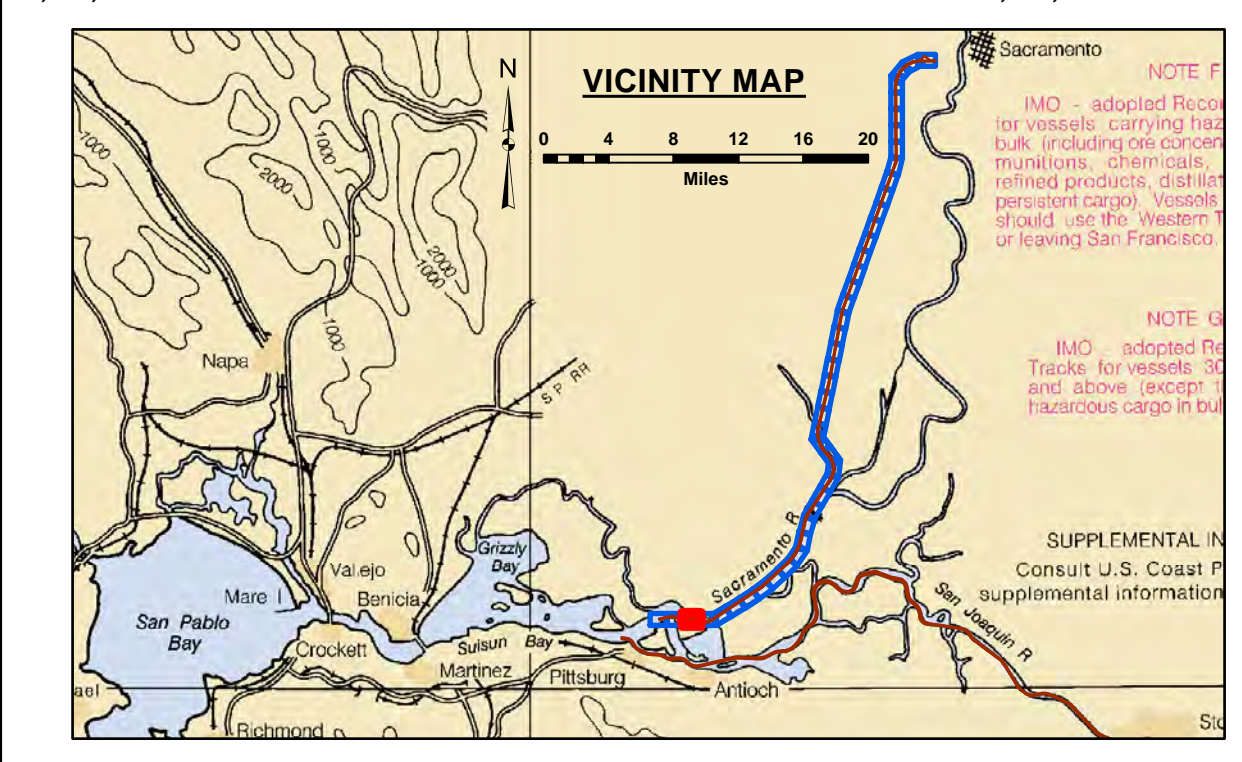 VICINITY MAP
N
0 4 8 12 16 20
Miles
Sacramento
NOTE F
IMO - adopted Reco
for vessels carrying haz
bulk (including ore concen
munitions, chemicals,
refined products, distillat
persistent cargo). Vessels
should use the Western T
or leaving San Francisco.
NOTE G
IMO - adopted Re
Tracks for vessels 30
and above (except t
hazardous cargo in bul
SUPPLEMENTAL IN
Consult U.S. Coast P
supplemental information
1000
2000
1000
2000
1000
1000
Napa
S P RR
Grizzly
Bay
Sacramento R
San Joaquin R
Vallejo
Mare I
Benicia
San Pablo
Bay
Crockett
Suisun Bay
Martinez
Pittsburg
Antioch
ael
Richmond
Sto